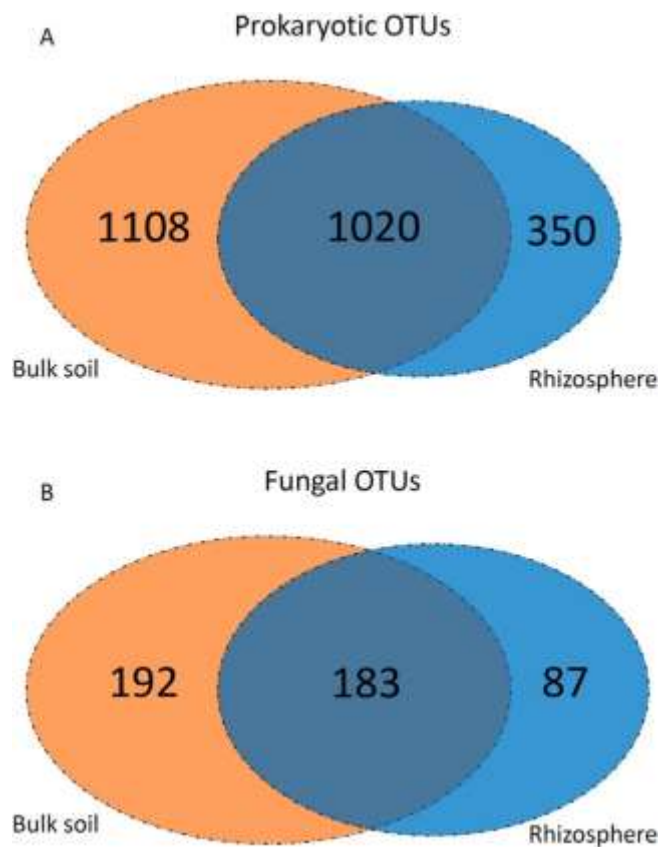 A
Prokaryotic OTUs
1108
1020
350
Bulk soil
Rhizosphere
B
Fungal OTUs
192
183
87
Bulk soil
Rhizosphere